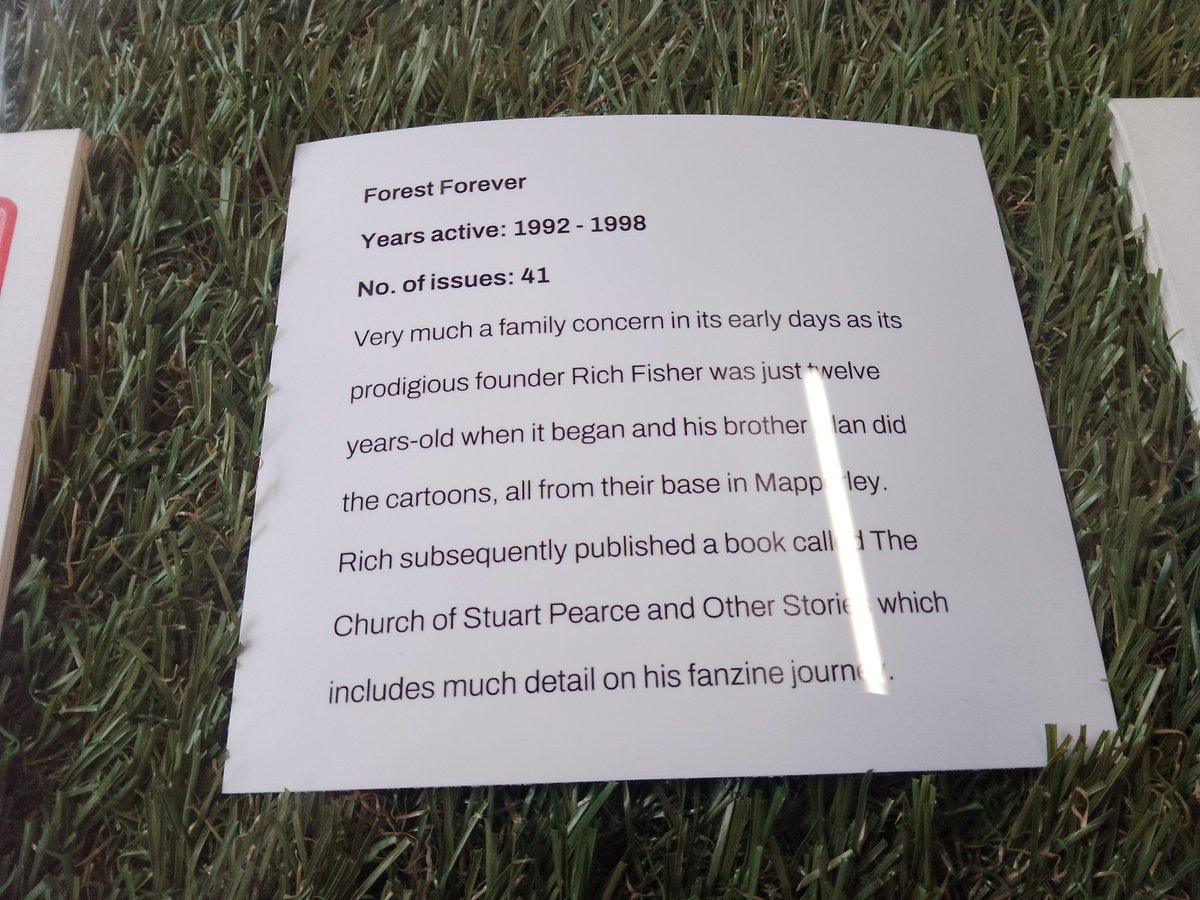 Forest Forever
Years active: 1992 - 1998
No. of issues: 41
Very much a family concern in its early days as its
prodigious founder Rich Fisher was just twelve
years-old when it began and his brother did
the cartoons, all from their base in Mapperley.
Rich subsequently published a book called The
Church of Stuart Pearce and Other Stories which
includes much detail on his fanzine journey.